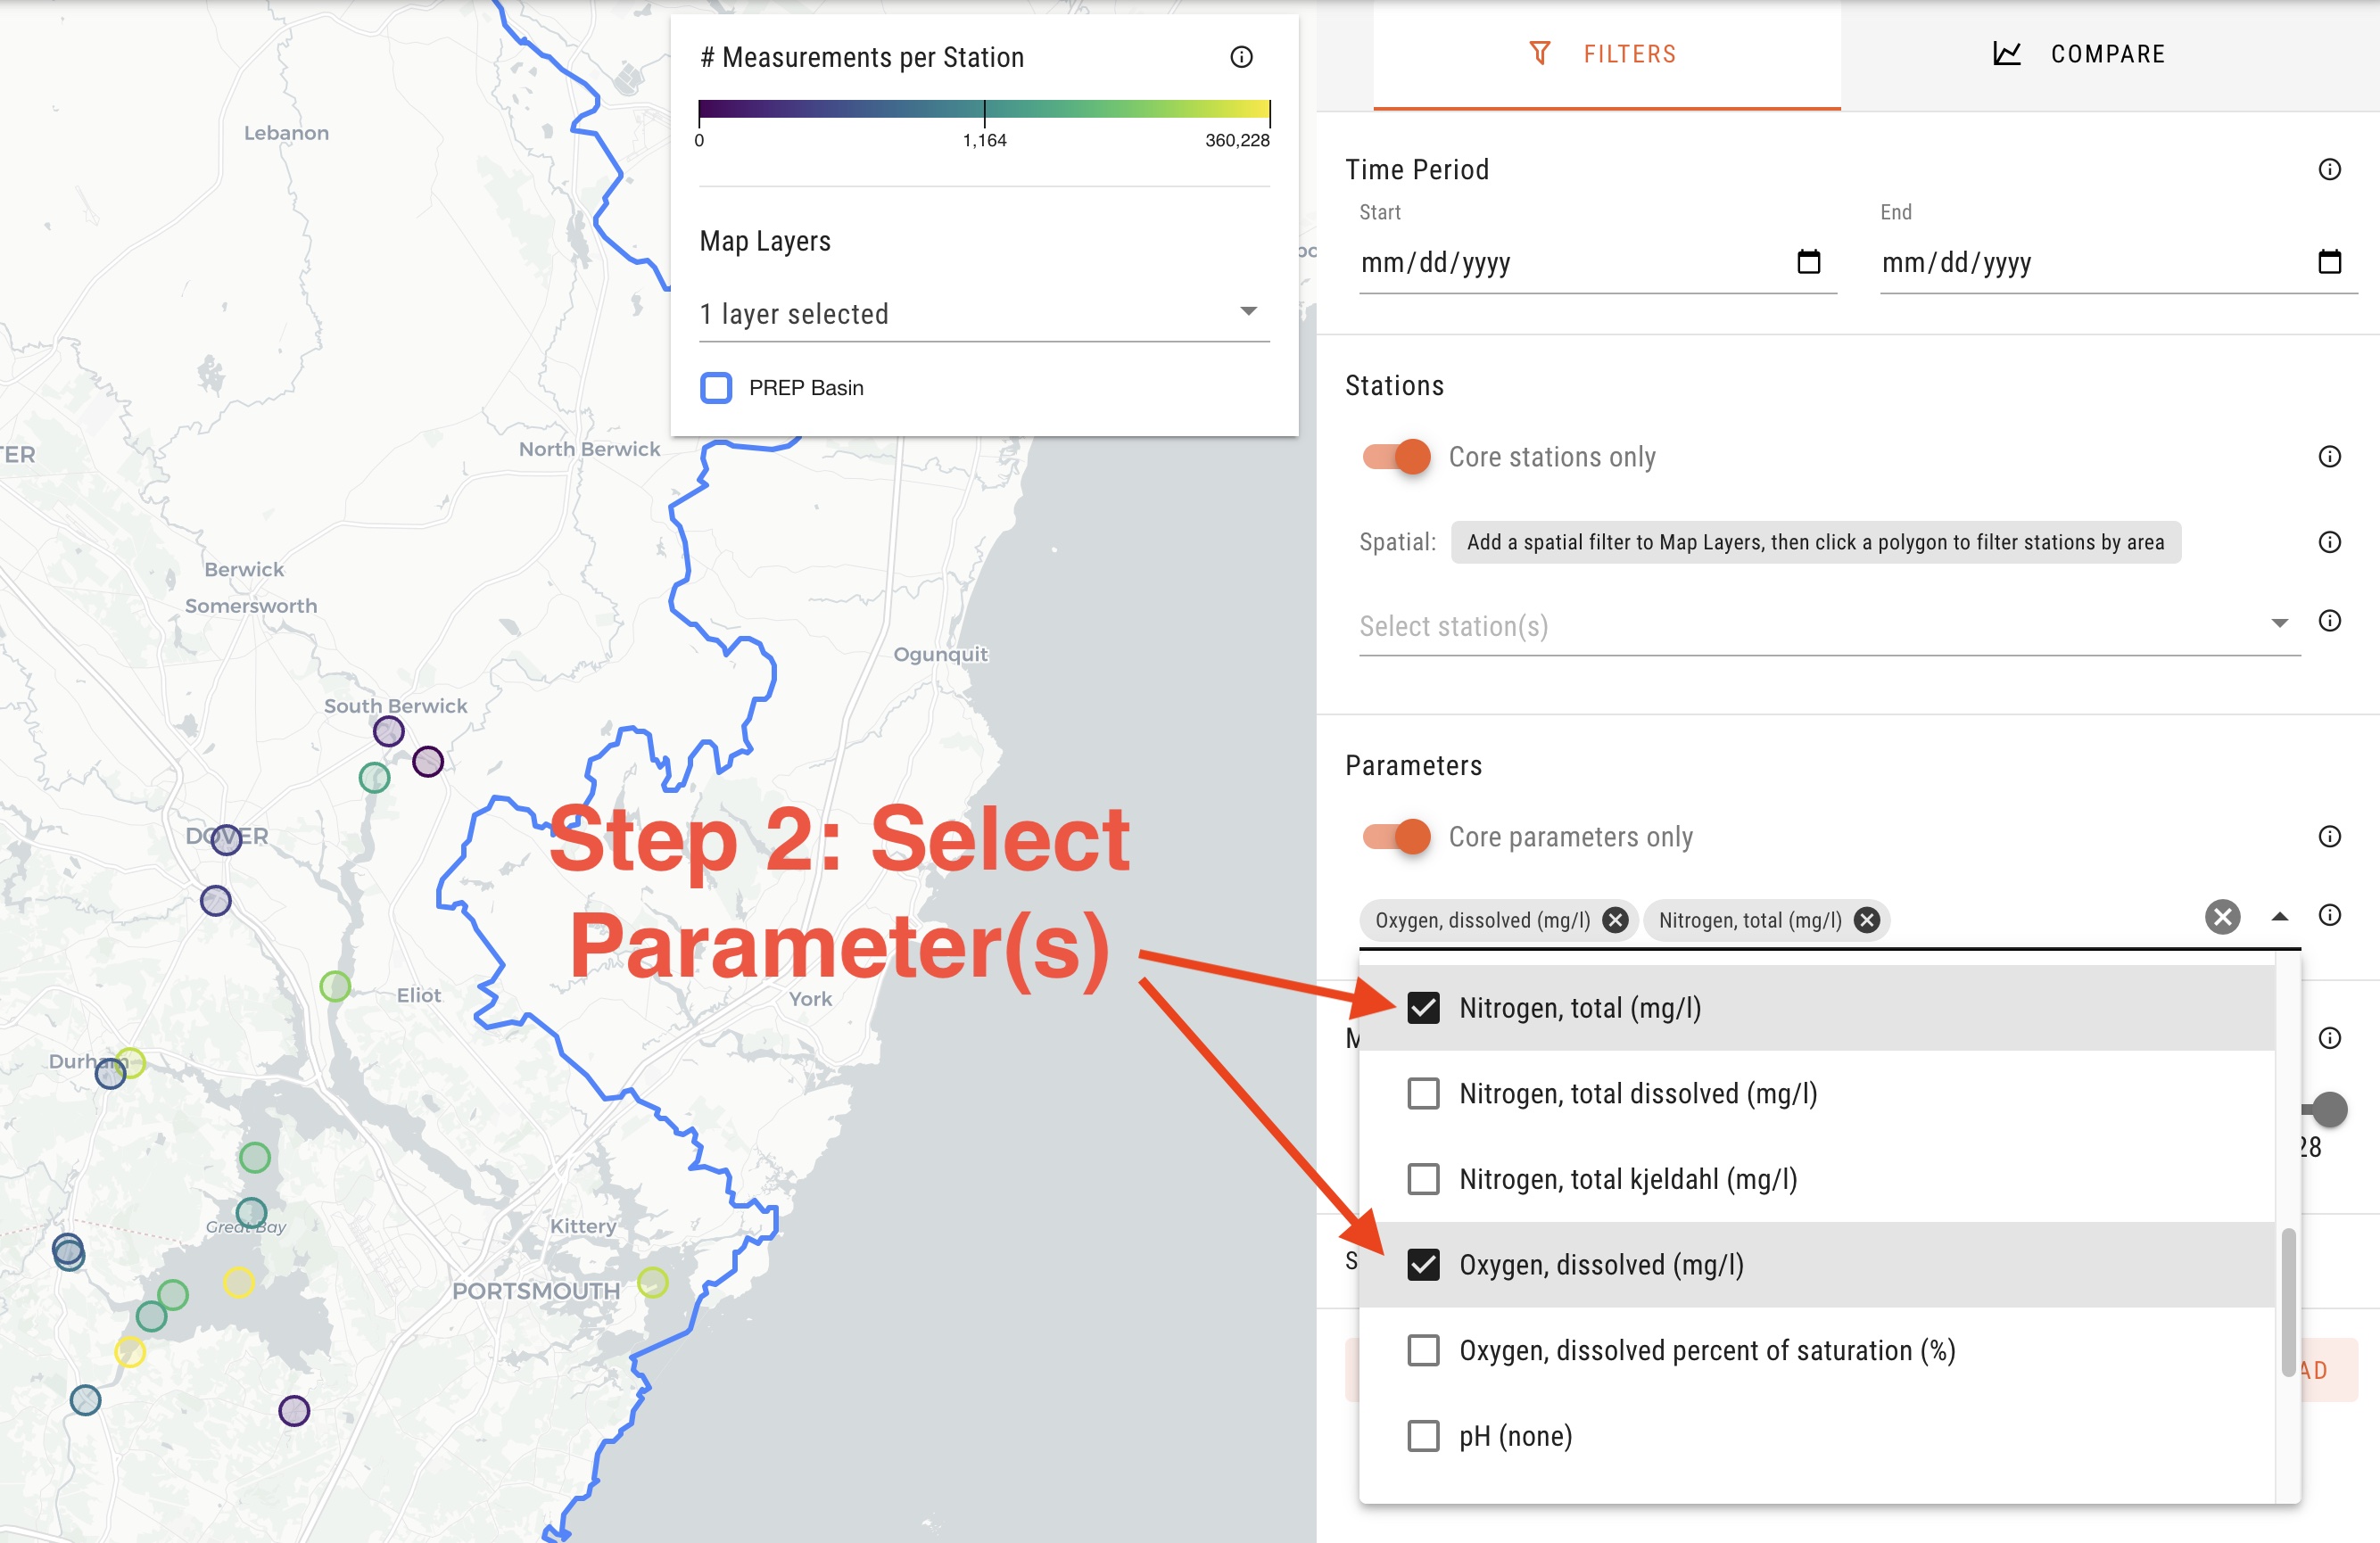 Lebanon
TER
North Berwick
Berwick
Somersworth
South Berwick
DOVER
Eliot
Durham
Great Bay
Ogunquit
York
Kittery
PORTSMOUTH
# Measurements per Station
0 1,164 360,228
Map Layers
1 layer selected
PREP Basin
Step 2: Select
Parameter(s)
FILTERS
COMPARE
Time Period
Start
mm/dd/yyyy
End
mm/dd/yyyy
Stations
Core stations only
Spatial: Add a spatial filter to Map Layers, then click a polygon to filter stations by area
Select station(s)
Parameters
Core parameters only
Oxygen, dissolved (mg/l) Nitrogen, total (mg/l)
Nitrogen, total (mg/l)
Nitrogen, total dissolved (mg/l)
Nitrogen, total kjeldahl (mg/l)
Oxygen, dissolved (mg/l)
Oxygen, dissolved percent of saturation (%)
pH (none)
M
28
S
AD